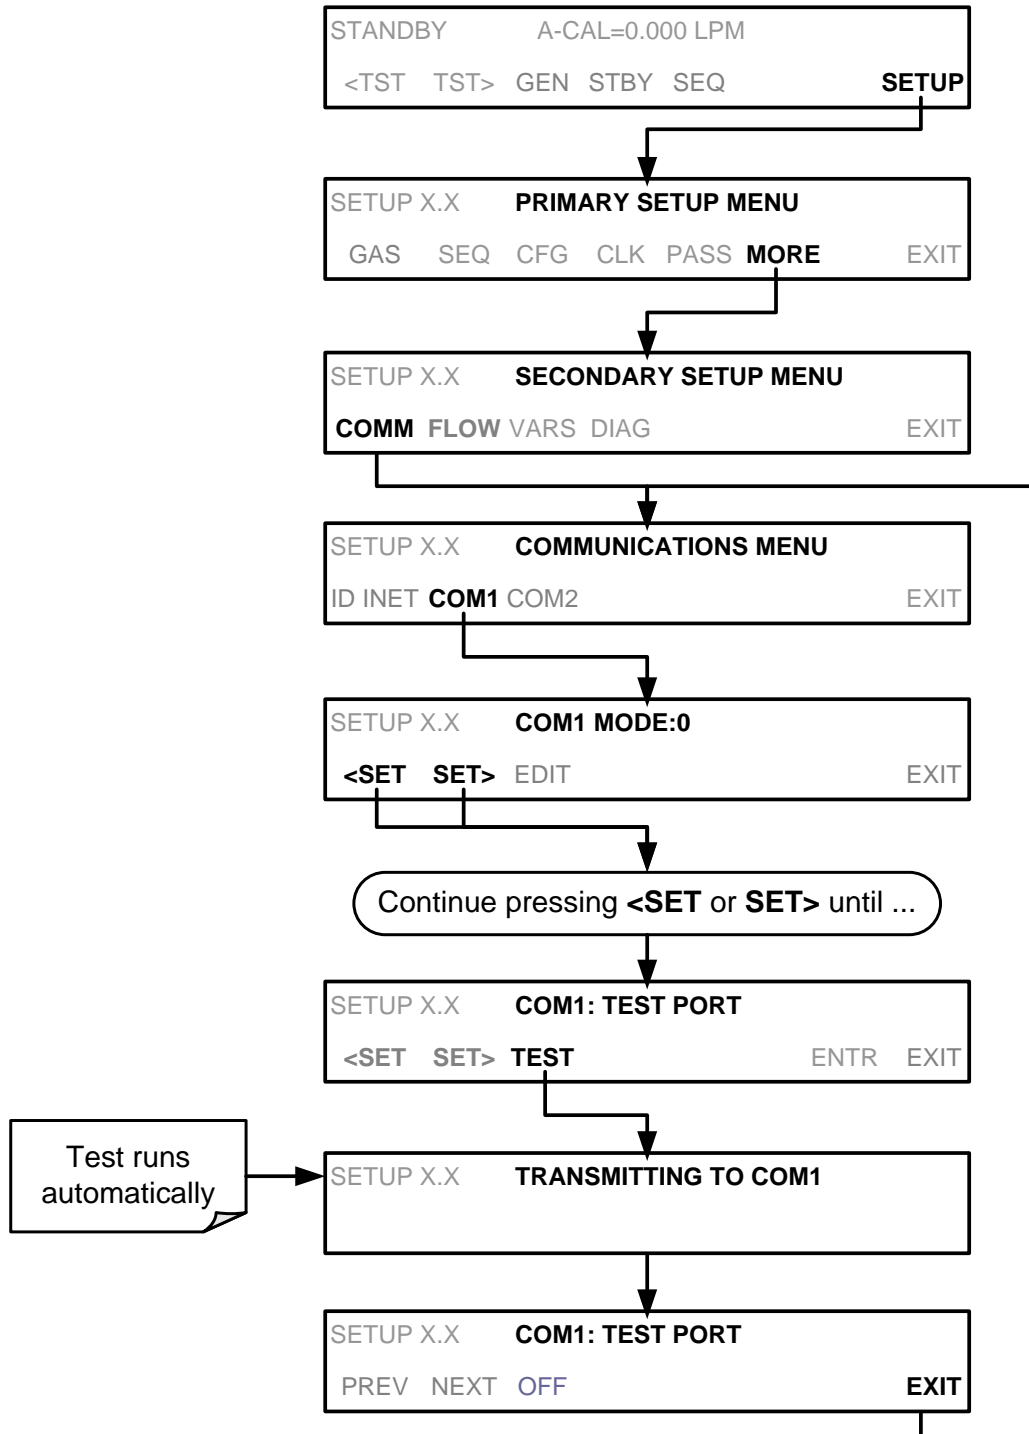 STANDBY A-CAL=0.000 LPM
<TST TST> GEN STBY SEQ SETUP
SETUP X.X PRIMARY SETUP MENU
GAS SEQ CFG CLK PASS MORE EXIT
SETUP X.X SECONDARY SETUP MENU
COMM FLOW VARS DIAG EXIT
SETUP X.X COMMUNICATIONS MENU
ID INET COM1 COM2 EXIT
SETUP X.X COM1 MODE:0
<SET SET> EDIT EXIT
Continue pressing <SET or SET> until ...
SETUP X.X COM1: TEST PORT
<SET SET> TEST ENTR EXIT
Test runs
automatically
SETUP X.X TRANSMITTING TO COM1
SETUP X.X COM1: TEST PORT
PREV NEXT OFF EXIT